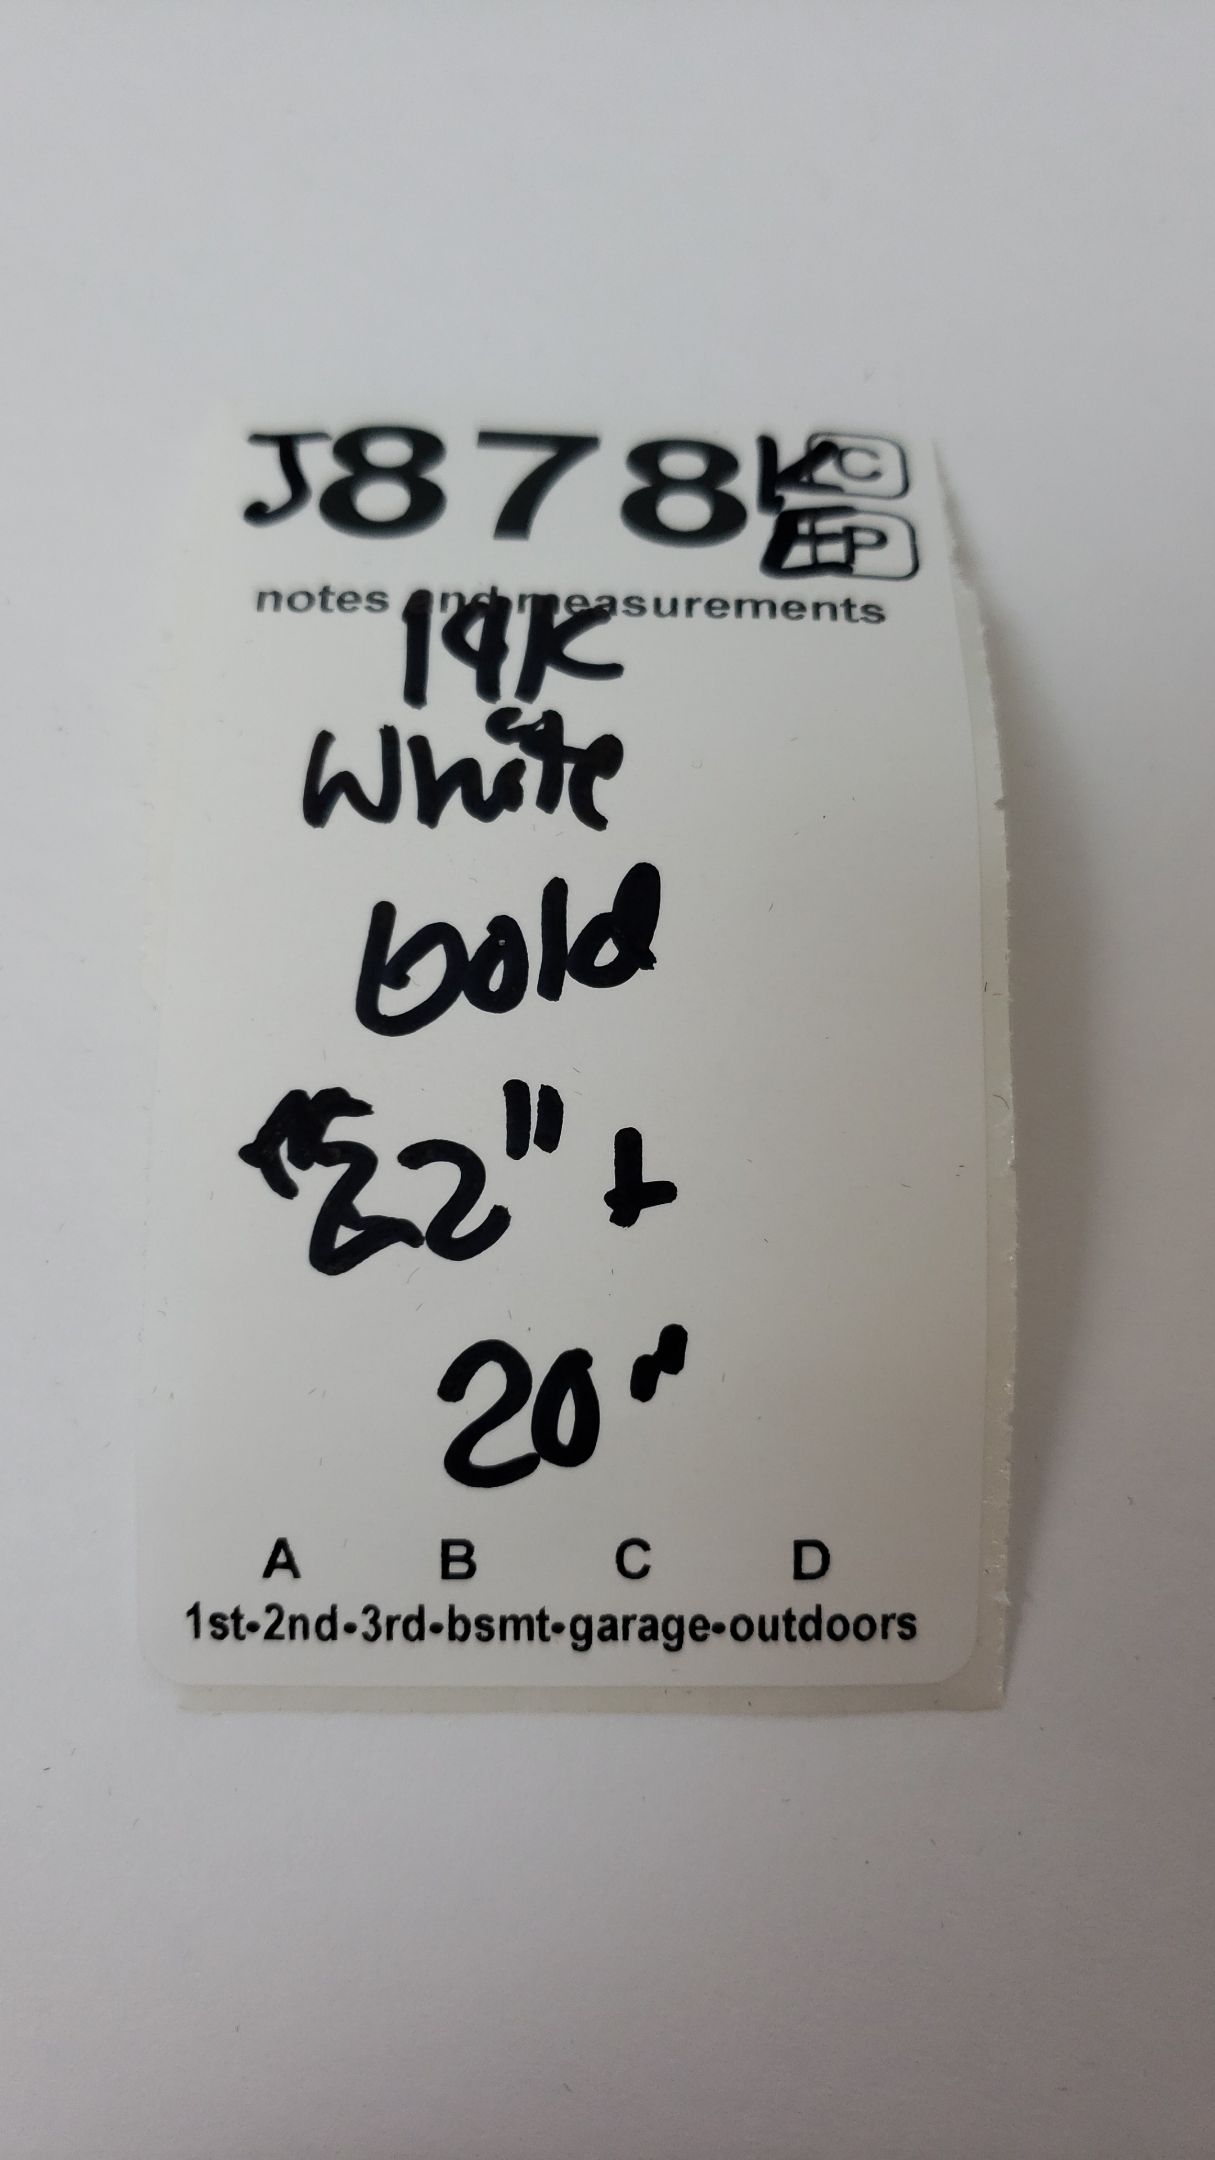 J878K C
E P
notes and measurements
14K
White
Gold
22" +
20"
A B C D
1st-2nd-3rd-bsmt-garage-outdoors